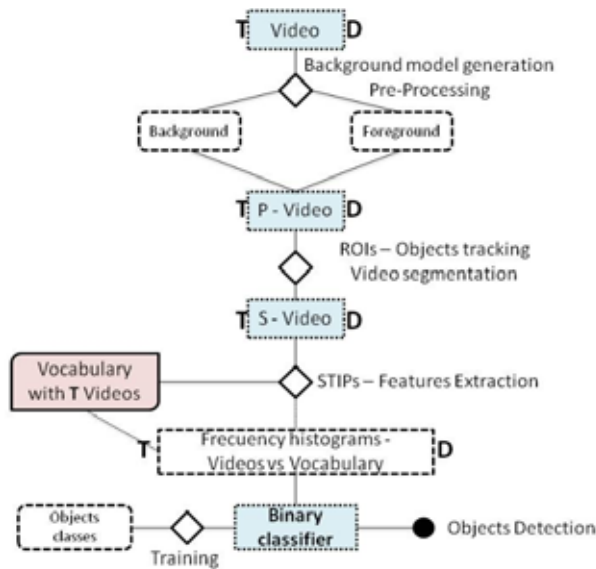 T Video D
Background model generation
Pre-Processing
Background
Foreground
T P - Video D
ROIs – Objects tracking
Video segmentation
T S - Video D
Vocabulary
with T Videos
STIPs – Features Extraction
T Frecuency histograms - D
Videos vs Vocabulary
Objects
classes
Training
Binary
classifier
Objects Detection